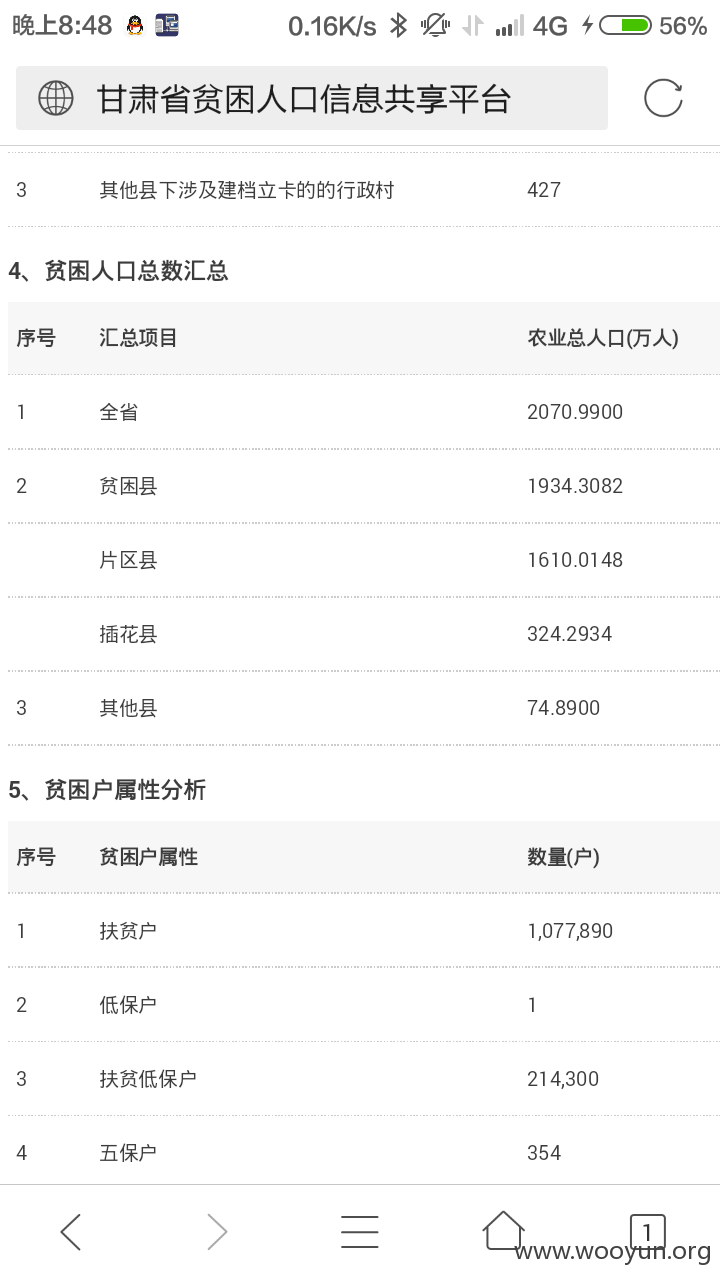 晚上8:48 0.16K/s 4G 56%
甘肃省贫困人口信息共享平台
3 其他县下涉及建档立卡的的行政村 427
4、贫困人口总数汇总
序号 汇总项目 农业总人口(万人)
1 全省 2070.9900
2 贫困县 1934.3082
片区县 1610.0148
插花县 324.2934
3 其他县 74.8900
5、贫困户属性分析
序号 贫困户属性 数量(户)
1 扶贫户 1,077,890
2 低保户 1
3 扶贫低保户 214,300
4 五保户 354
1
www.wooyun.org